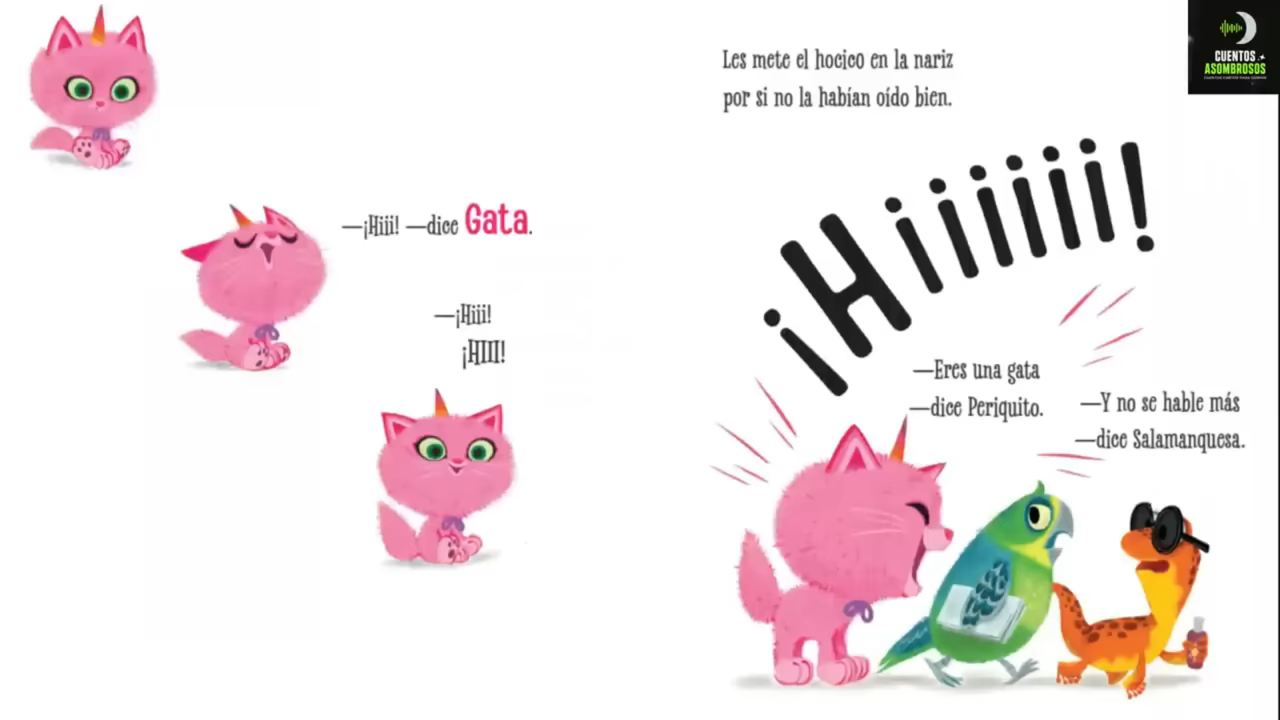 —¡Hiii! —dice Gata.
—¡Hiii!
¡HIII!
Les mete el hocico en la nariz
por si no la habían oído bien.
¡Hiiiiii!
—Eres una gata
—dice Periquito.
—Y no se hable más
—dice Salamanquesa.
CUENTOS
ASOMBROSOS